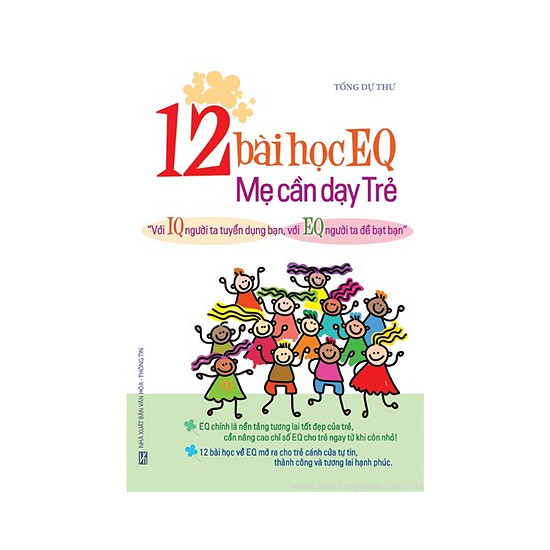 TỐNG DỰ THƯ
12 bài học EQ
Mẹ cần dạy Trẻ
"Với IQ người ta tuyển dụng bạn, với EQ người ta đề bạt bạn"
EQ chính là nền tảng tương lai tốt đẹp của trẻ,
cần nâng cao chỉ số EQ cho trẻ ngay từ khi còn nhỏ!
12 bài học về EQ mở ra cho trẻ cánh cửa tự tin,
thành công và tương lai hạnh phúc.
NHÀ XUẤT BẢN VĂN HÓA - THÔNG TIN